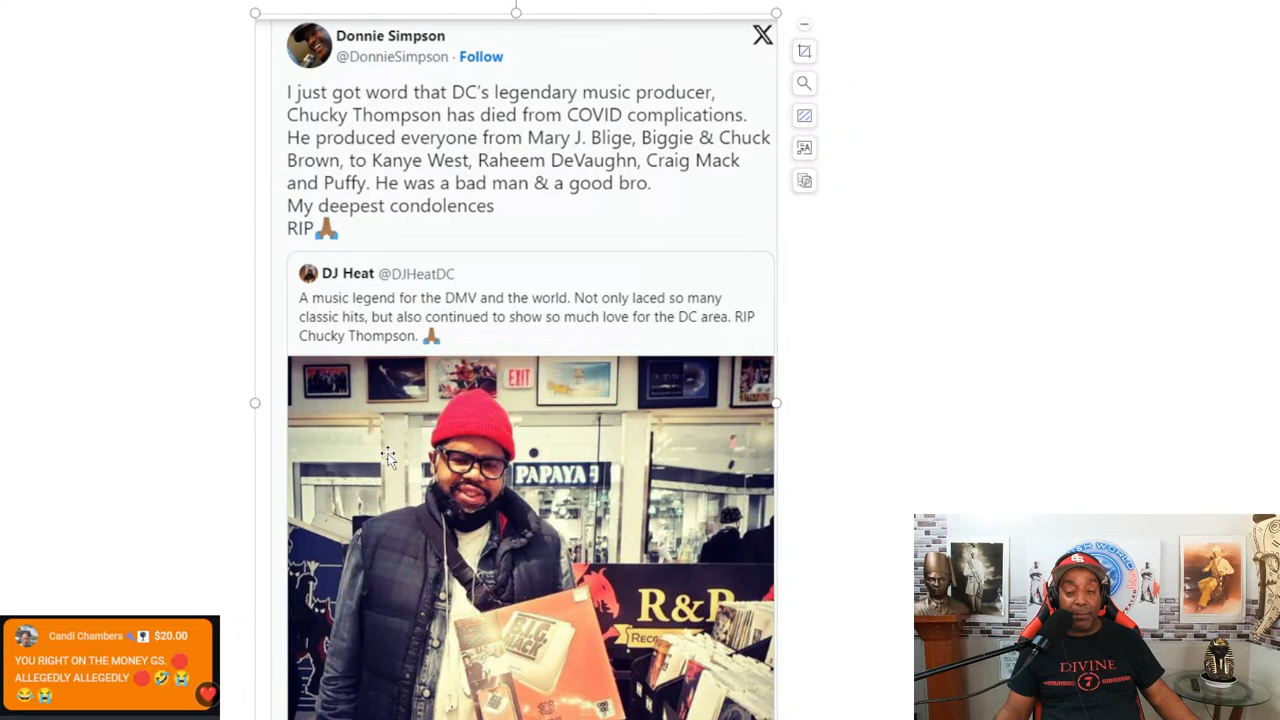 Donnie Simpson
@DonnieSimpson · Follow
I just got word that DC's legendary music producer,
Chucky Thompson has died from COVID complications.
He produced everyone from Mary J. Blige, Biggie & Chuck
Brown, to Kanye West, Raheem DeVaughn, Craig Mack
and Puffy. He was a bad man & a good bro.
My deepest condolences
RIP🙏🏾
DJ Heat @DJHeatDC
A music legend for the DMV and the world. Not only laced so many
classic hits, but also continued to show so much love for the DC area. RIP
Chucky Thompson. 🙏🏾
EXIT
PAPAYA
R&B
BIG
MACK
Candi Chambers $20.00
YOU RIGHT ON THE MONEY GS. 🔴
ALLEGEDLY ALLEGEDLY 🔴 🤣 😭
😂 😭
DIVINE
7